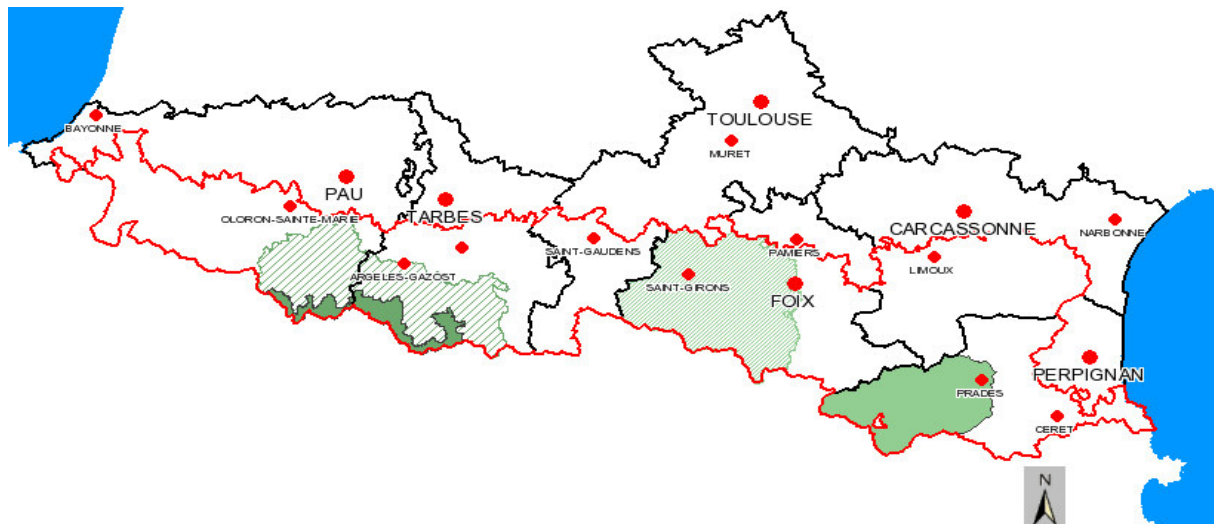 TOULOUSE
BAYONNE
MURET
PAU
OLORON-SAINTE-MARIE
TARBES
CARCASSONNE
NARBONNE
SAINT-GAUDENS
PAMIERS
LIMOUX
ARGELES-GAZOST
SAINT-GIRONS
FOIX
PERPIGNAN
PRADES
CERET
N